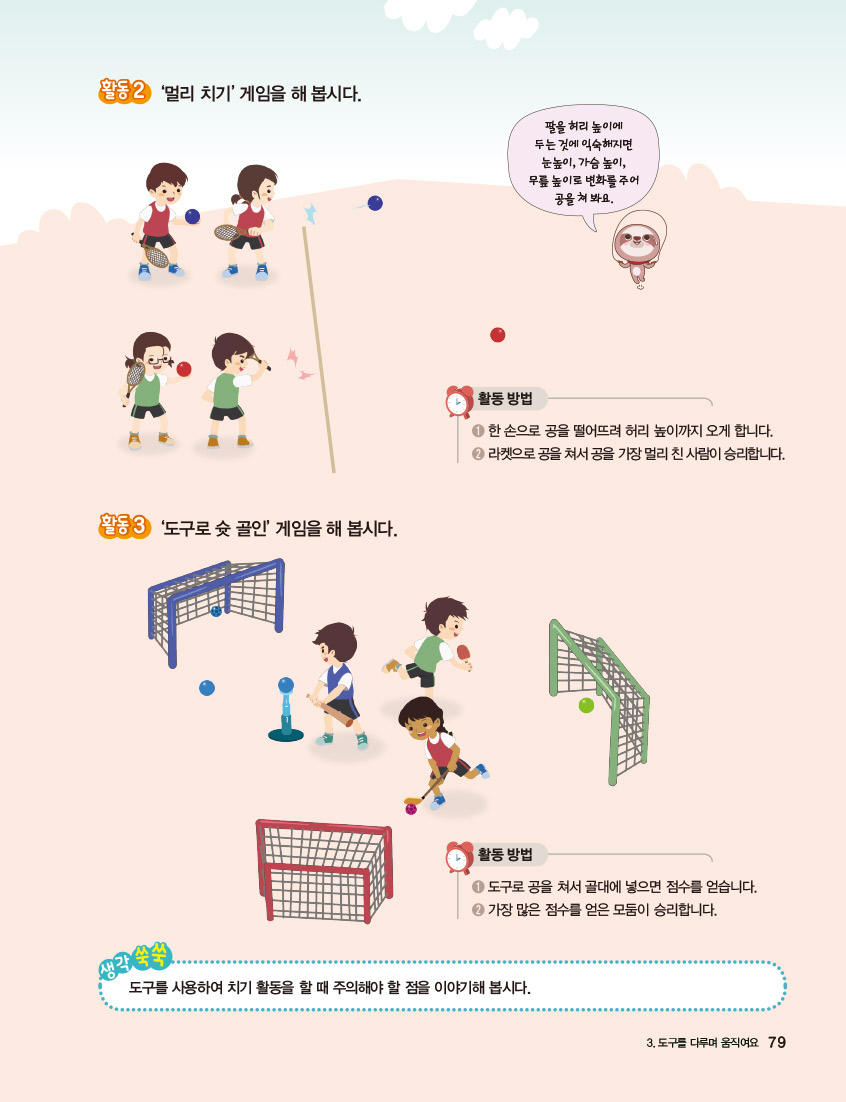 활동 2 '멀리 치기' 게임을 해 봅시다.
팔을 허리 높이에
두는 것에 익숙해지면
눈높이, 가슴 높이,
무릎 높이로 변화를 주어
공을 쳐 봐요.
활동 방법
1 한 손으로 공을 떨어뜨려 허리 높이까지 오게 합니다.
2 라켓으로 공을 쳐서 공을 가장 멀리 친 사람이 승리합니다.
활동 3 '도구로 슛 골인' 게임을 해 봅시다.
활동 방법
1 도구로 공을 쳐서 골대에 넣으면 점수를 얻습니다.
2 가장 많은 점수를 얻은 모둠이 승리합니다.
생각 쑥쑥
도구를 사용하여 치기 활동을 할 때 주의해야 할 점을 이야기해 봅시다.
3. 도구를 다루며 움직여요 79